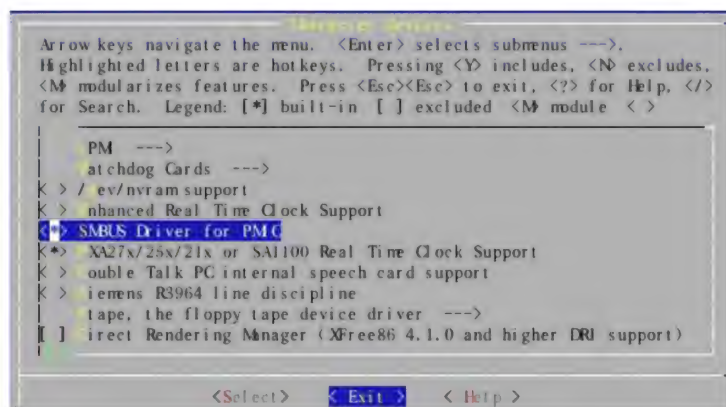 Character Devices
Arrow keys navigate the menu. <Enter> selects submenus --->.
Highlighted letters are hotkeys. Pressing <Y> includes, <N> excludes,
<M> modularizes features. Press <Esc><Esc> to exit, <?> for Help, </>
for Search. Legend: [*] built-in [ ] excluded <M> module < >
PMI --->
atchdog Cards --->
< > / ev/nvram support
< > nhanced Real Time Clock Support
<*> SMBUS Driver for PMIC
<*> XA27x/25x/21x or SA1100 Real Time Clock Support
< > ouble Talk PC internal speech card support
< > iemens R3964 line discipline
tape, the floppy tape device driver --->
[ ] irect Rendering Manager (XFree86 4.1.0 and higher DRI support)
<Select> < Exit > < Help >